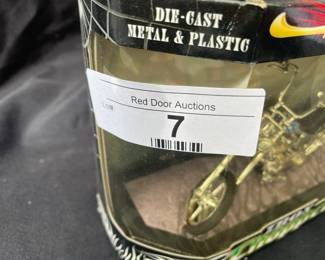 DIE-CAST
METAL & PLASTIC
Red Door Auctions
7